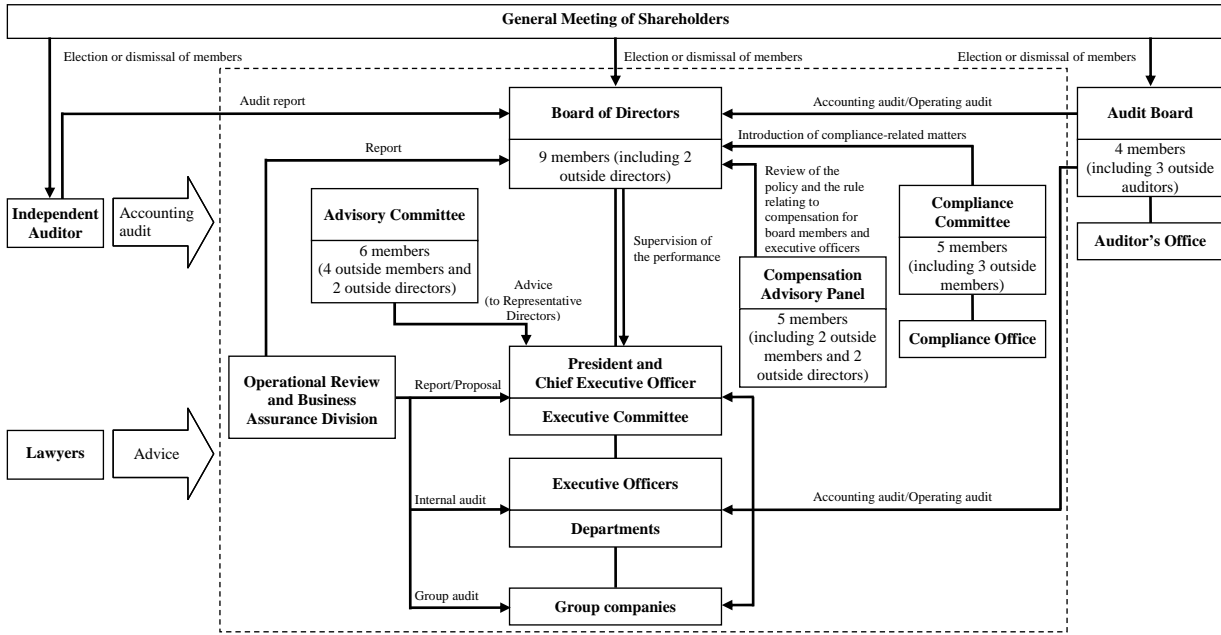 General Meeting of Shareholders
Election or dismissal of members
Election or dismissal of members
Election or dismissal of members
Audit report
Board of Directors
Accounting audit/Operating audit
Audit Board
Introduction of compliance-related matters
Report
9 members (including 2
outside directors)
4 members
(including 3 outside
auditors)
Review of the
policy and the rule
relating to
compensation for
board members and
executive officers
Independent
Auditor
Accounting
audit
Advisory Committee
6 members
(4 outside members and
2 outside directors)
Compliance
Committee
5 members
(including 3 outside
members)
Auditor's Office
Supervision of
the performance
Advice
(to Representative
Directors)
Compensation
Advisory Panel
5 members
(including 2 outside
members and 2
outside directors)
Compliance Office
President and
Chief Executive Officer
Executive Committee
Operational Review
and Business
Assurance Division
Report/Proposal
Lawyers
Advice
Executive Officers
Departments
Internal audit
Accounting audit/Operating audit
Group audit
Group companies